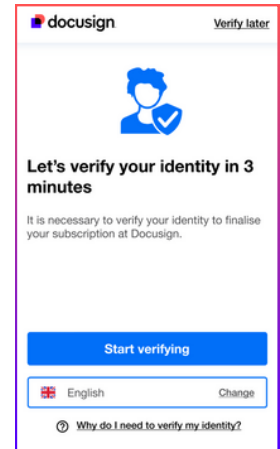 docusign
Verify later
Let's verify your identity in 3
minutes
It is necessary to verify your identity to finalise
your subscription at Docusign.
Start verifying
English
Change
Why do I need to verify my identity?